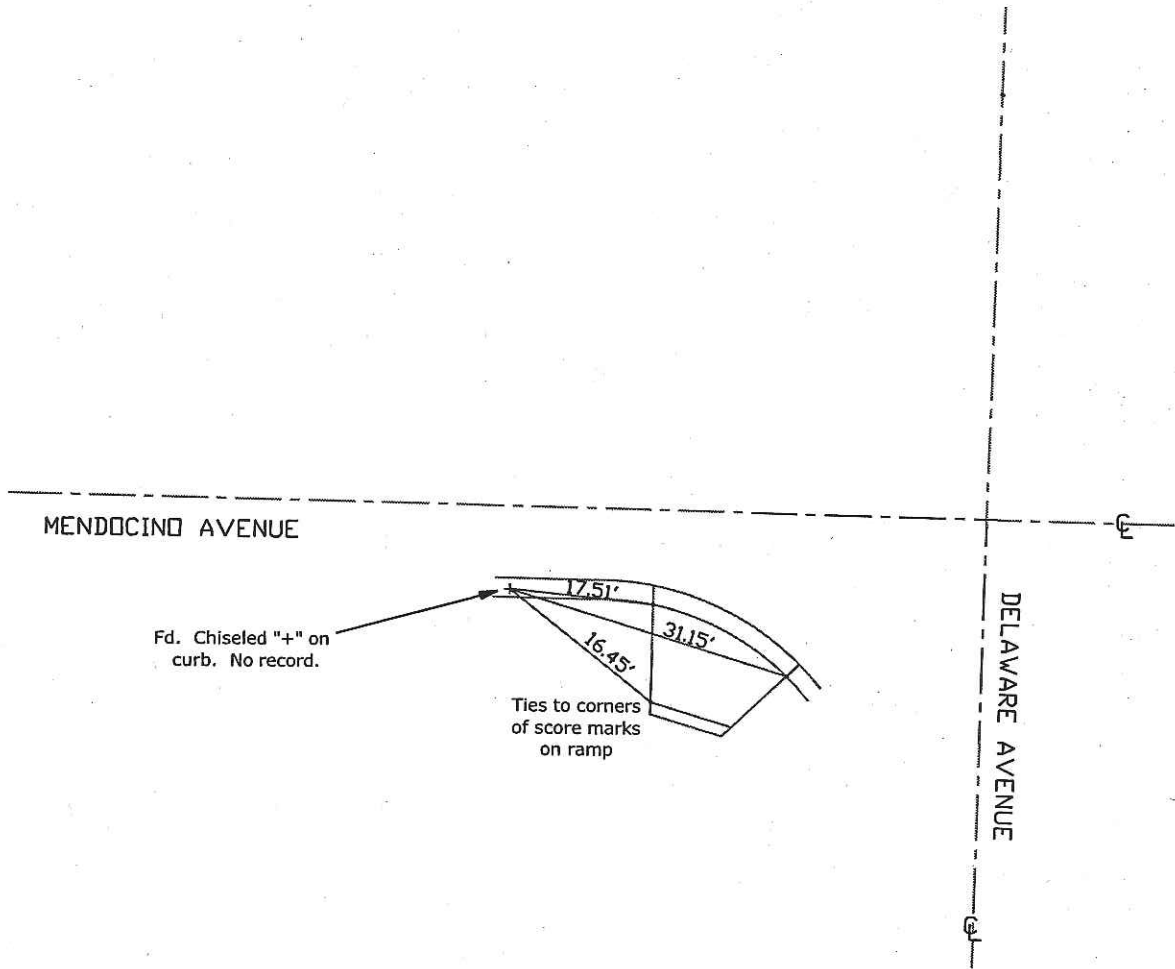 MENDOCINO AVENUE
℄
17.51'
Fd. Chiseled "+" on
curb. No record.
31.15'
16.45'
Ties to corners
of score marks
on ramp
DELAWARE AVENUE
℄